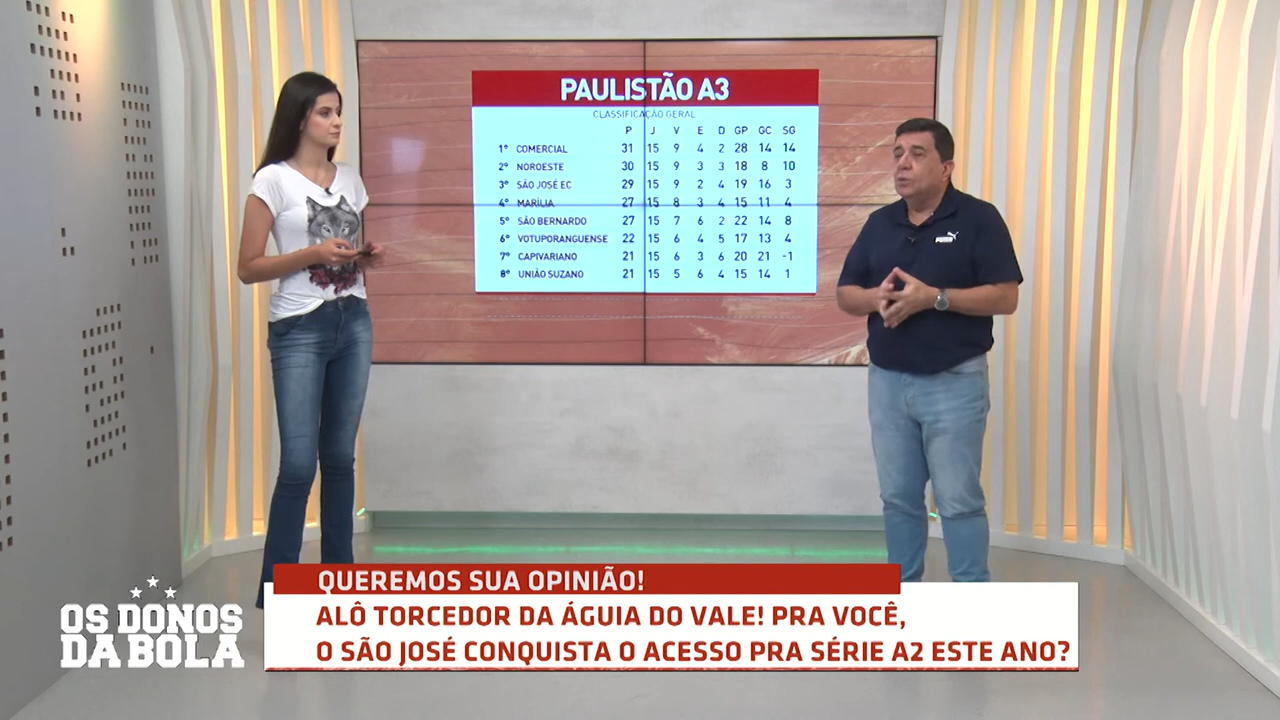 PAULISTÃO A3
CLASSIFICAÇÃO GERAL
P J V E D GP GC SG
1º COMERCIAL 31 15 9 4 2 28 14 14
2º NOROESTE 30 15 9 3 3 18 8 10
3º SÃO JOSÉ EC 29 15 9 2 4 19 16 3
4º MARÍLIA 27 15 8 3 4 15 11 4
5º SÃO BERNARDO 27 15 7 6 2 22 14 8
6º VOTUPORANGUENSE 22 15 6 4 5 17 13 4
7º CAPIVARIANO 21 15 6 3 6 20 21 -1
8º UNIÃO SUZANO 21 15 5 6 4 15 14 1
PUMA
QUEREMOS SUA OPINIÃO!
ALÔ TORCEDOR DA ÁGUIA DO VALE! PRA VOCÊ,
O SÃO JOSÉ CONQUISTA O ACESSO PRA SÉRIE A2 ESTE ANO?
OS DONOS
DA BOLA